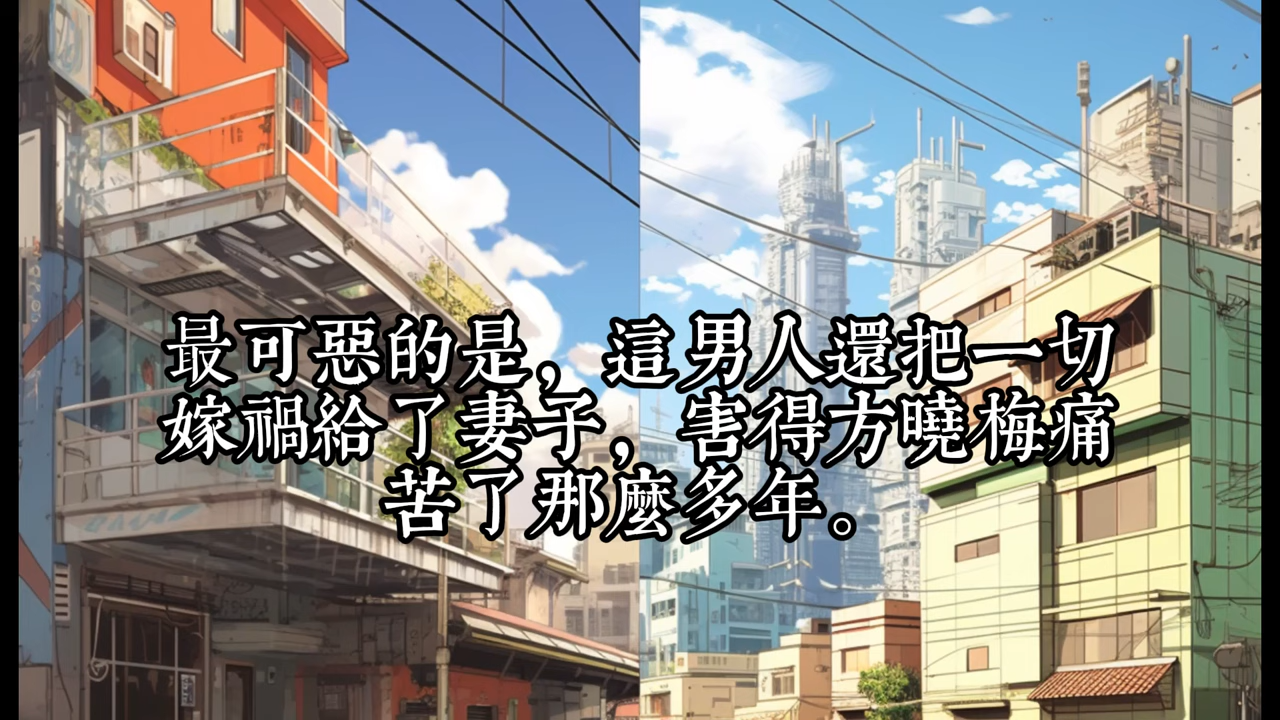 最可惡的是，這男人還把一切
嫁禍給了妻子，害得方曉梅痛
苦了那麼多年。